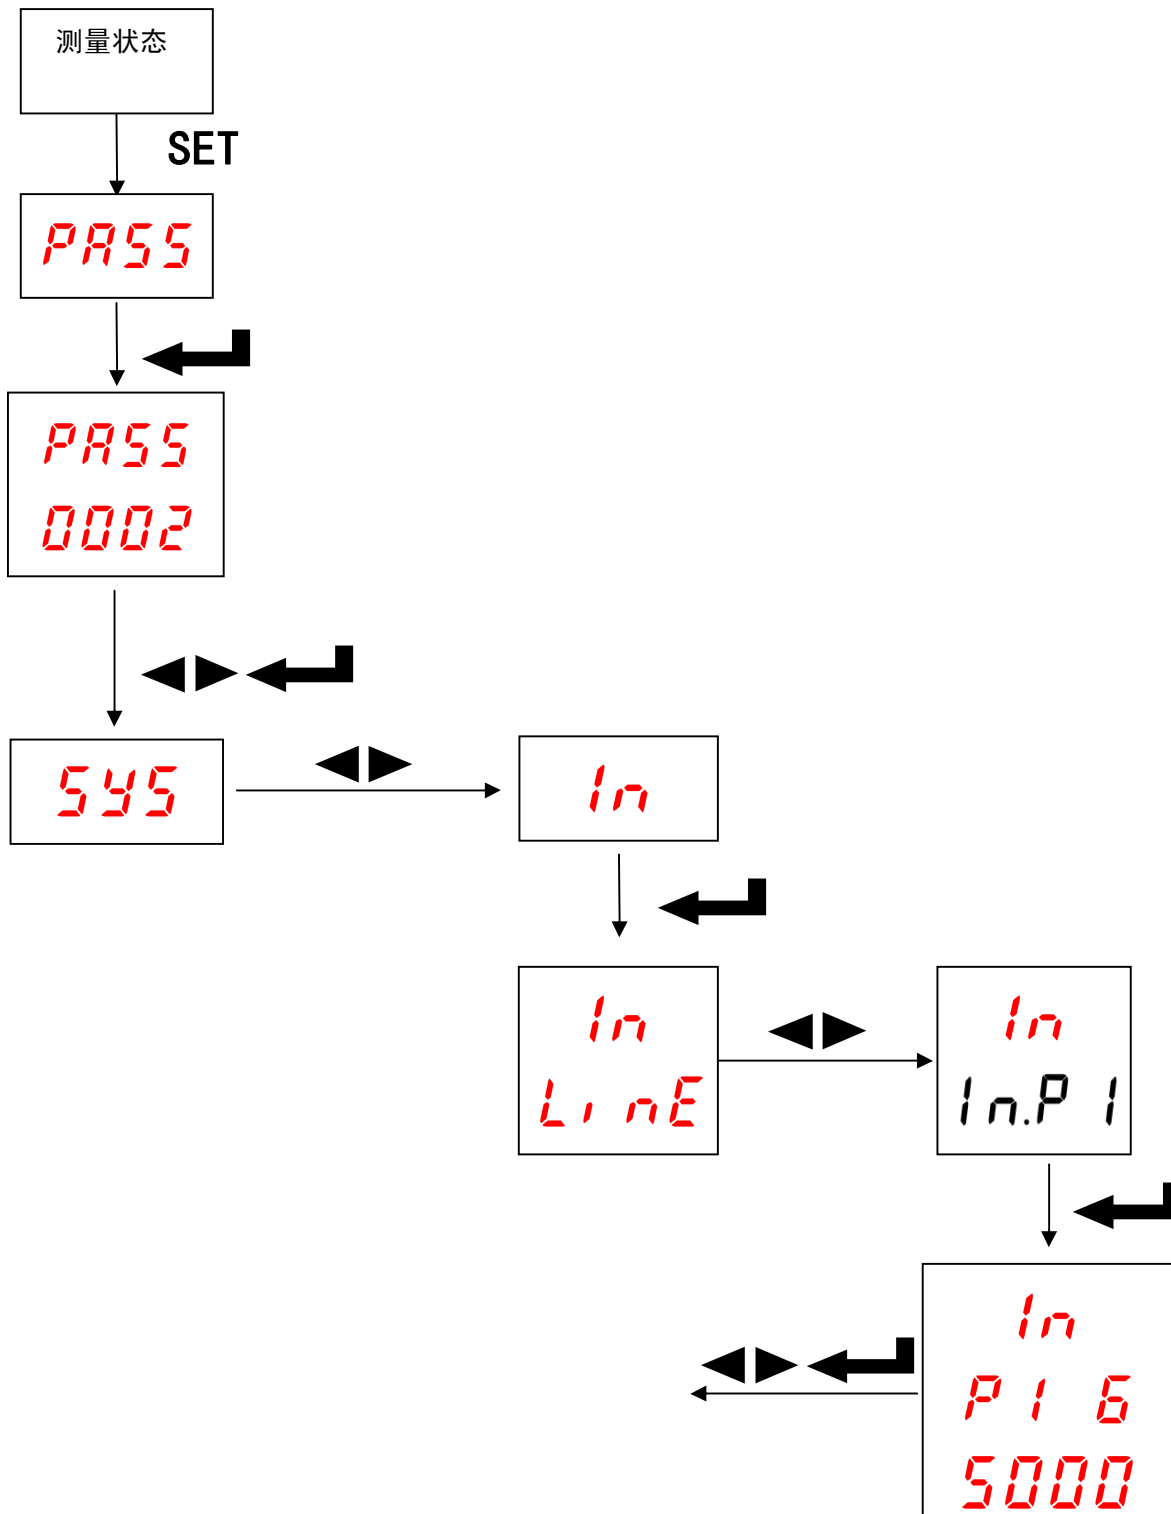 测量状态
SET
PASS
PASS
0002
SYS
In
In
LinE
In
In.P1
In
P1 6
5000